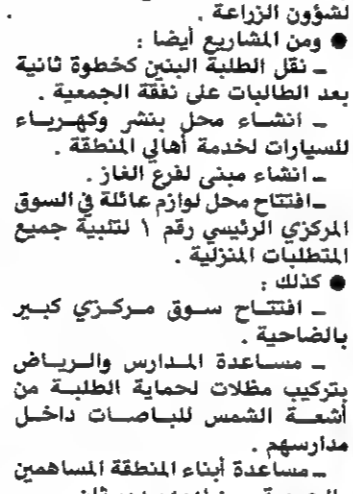 لشؤون الزراعة .
● ومن المشاريع أيضا :
ـ نقل الطلبة البنين كخطوة ثانية
بعد الطالبات على نفقة الجمعية .
ـ انشاء محل بنشر وكهرباء
للسيارات لخدمة أهالي المنطقة .
ـ انشاء مبنى لفرع الغاز .
ـ افتتاح محل لوازم عائلة في السوق
المركزي الرئيسي رقم ١ لتلبية جميع
المتطلبات المنزلية .
● كذلك :
ـ افتتاح سوق مركزي كبير
بالضاحية .
ـ مساعدة المدارس والرياض
بتركيب مظلات لحماية الطلبة من
أشعة الشمس للباصات داخل
مدارسهم .
ـ مساعدة أبناء المنطقة المساهمين